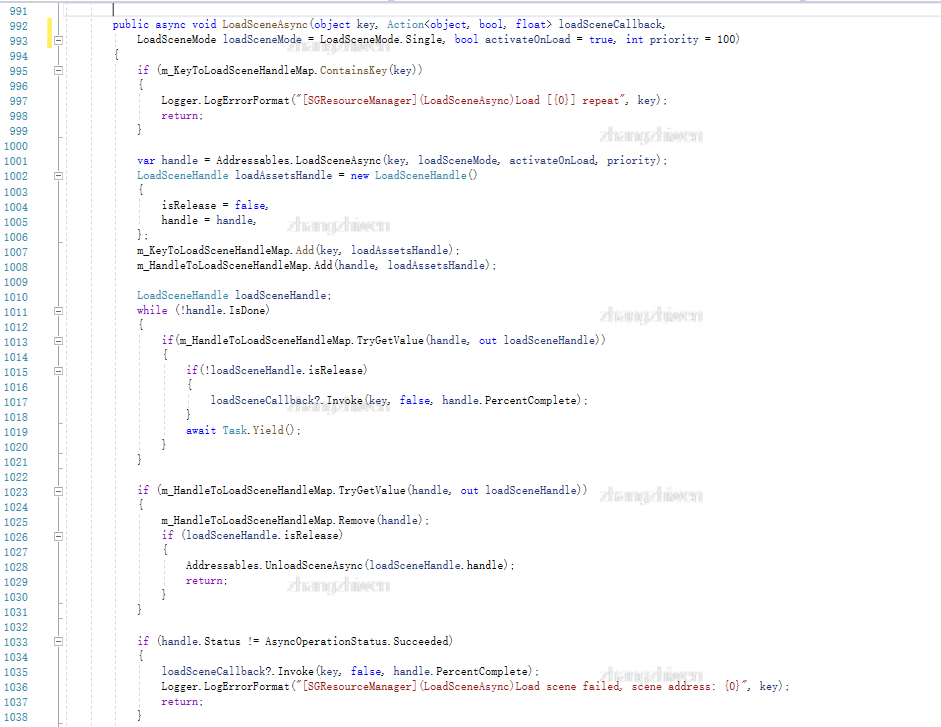 991
992 public async void LoadSceneAsync(object key, Action<object, bool, float> loadSceneCallback,
993 LoadSceneMode loadSceneMode = LoadSceneMode.Single, bool activateOnLoad = true, int priority = 100)
994 {
995 if (m_KeyToLoadSceneHandleMap.ContainsKey(key))
996 {
997 Logger.LogErrorFormat("[SGResourceManager](LoadSceneAsync)Load [{0}] repeat", key);
998 return;
999 }
1000
1001 var handle = Addressables.LoadSceneAsync(key, loadSceneMode, activateOnLoad, priority);
1002 LoadSceneHandle loadAssetsHandle = new LoadSceneHandle()
1003 {
1004 isRelease = false,
1005 handle = handle,
1006 };
1007 m_KeyToLoadSceneHandleMap.Add(key, loadAssetsHandle);
1008 m_HandleToLoadSceneHandleMap.Add(handle, loadAssetsHandle);
1009
1010 LoadSceneHandle loadSceneHandle;
1011 while (!handle.IsDone)
1012 {
1013 if(m_HandleToLoadSceneHandleMap.TryGetValue(handle, out loadSceneHandle))
1014 {
1015 if(!loadSceneHandle.isRelease)
1016 {
1017 loadSceneCallback?.Invoke(key, false, handle.PercentComplete);
1018 }
1019 await Task.Yield();
1020 }
1021 }
1022
1023 if (m_HandleToLoadSceneHandleMap.TryGetValue(handle, out loadSceneHandle))
1024 {
1025 m_HandleToLoadSceneHandleMap.Remove(handle);
1026 if (loadSceneHandle.isRelease)
1027 {
1028 Addressables.UnloadSceneAsync(loadSceneHandle.handle);
1029 return;
1030 }
1031 }
1032
1033 if (handle.Status != AsyncOperationStatus.Succeeded)
1034 {
1035 loadSceneCallback?.Invoke(key, false, handle.PercentComplete);
1036 Logger.LogErrorFormat("[SGResourceManager](LoadSceneAsync)Load scene failed, scene address: {0}", key);
1037 return;
1038 }
zhangzhiwen
zhangzhiwen
zhangzhiwen
zhangzhiwen
zhangzhiwen
zhangzhiwen
zhangzhiwen
zhangzhiwen